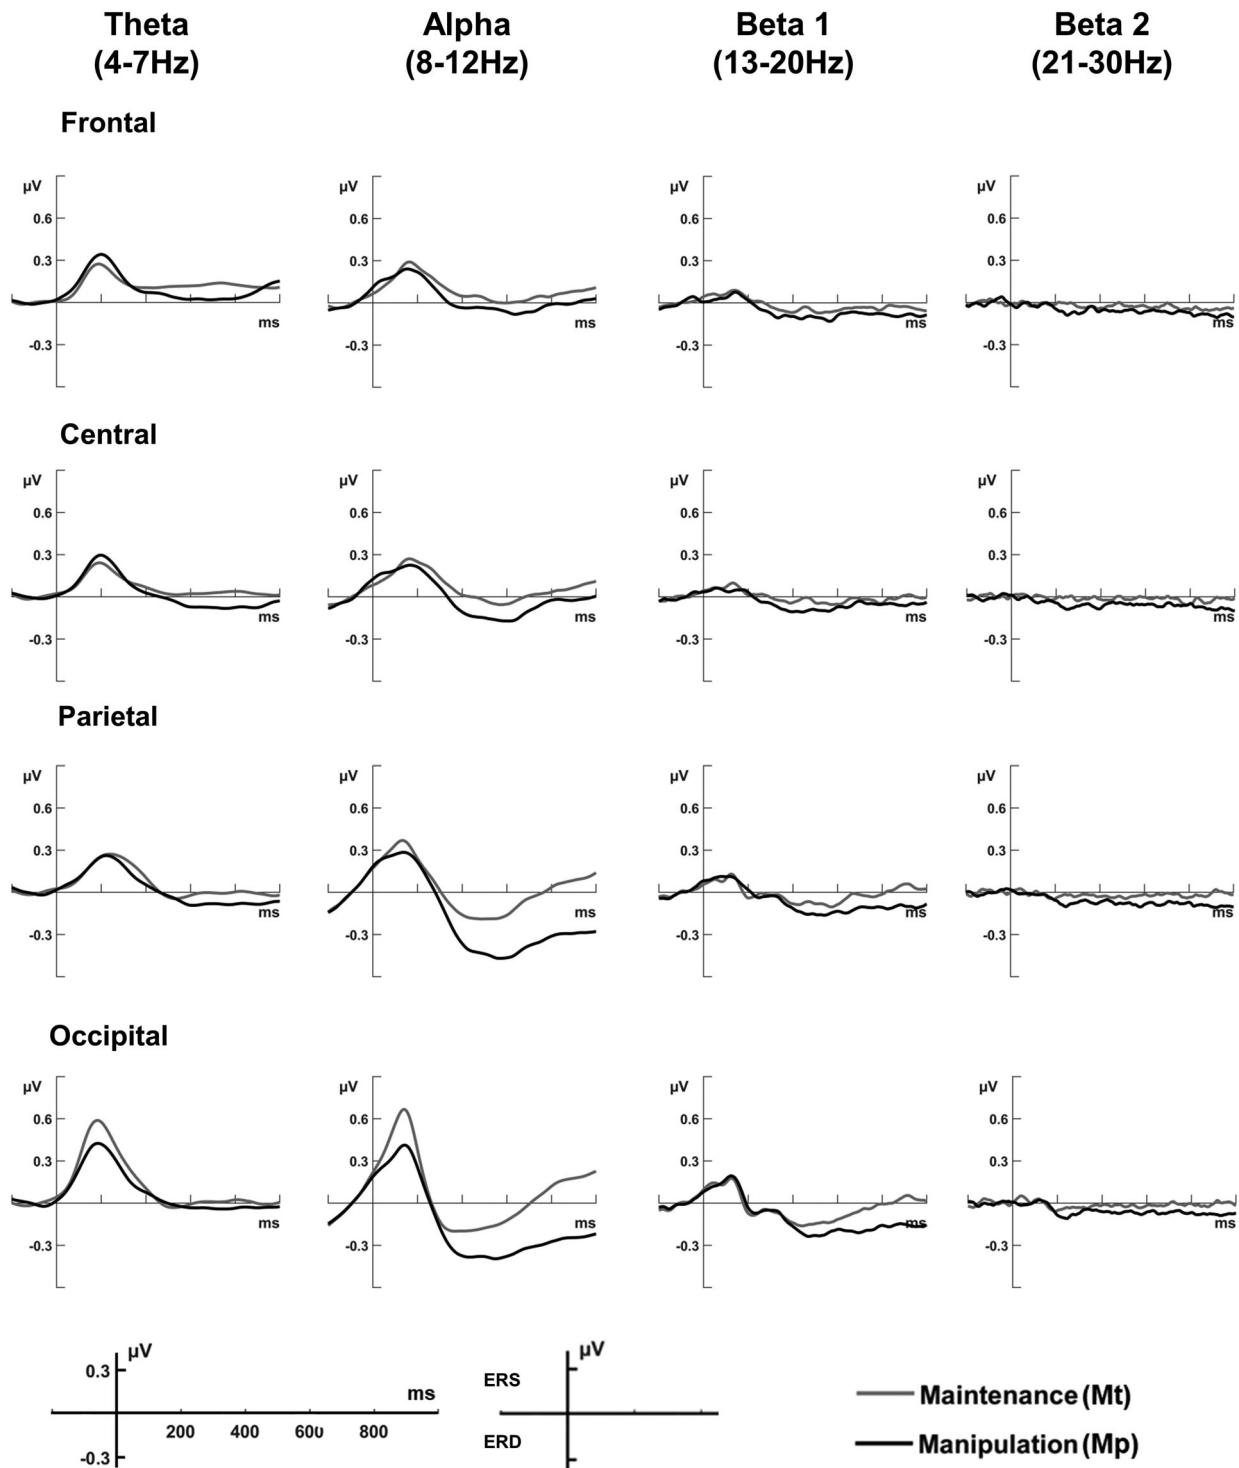 Theta Alpha Beta 1 Beta 2
(4-7Hz) (8-12Hz) (13-20Hz) (21-30Hz)
Frontal
µV µV µV µV
0.6 0.6 0.6 0.6
0.3 0.3 0.3 0.3
ms ms ms ms
-0.3 -0.3 -0.3 -0.3
Central
µV µV µV µV
0.6 0.6 0.6 0.6
0.3 0.3 0.3 0.3
ms ms ms ms
-0.3 -0.3 -0.3 -0.3
Parietal
µV µV µV µV
0.6 0.6 0.6 0.6
0.3 0.3 0.3 0.3
ms ms ms ms
-0.3 -0.3 -0.3 -0.3
Occipital
µV µV µV µV
0.6 0.6 0.6 0.6
0.3 0.3 0.3 0.3
ms ms ms ms
-0.3 -0.3 -0.3 -0.3
µV µV
0.3 ERS
ms Maintenance (Mt)
200 400 600 800
ERD Manipulation (Mp)
-0.3